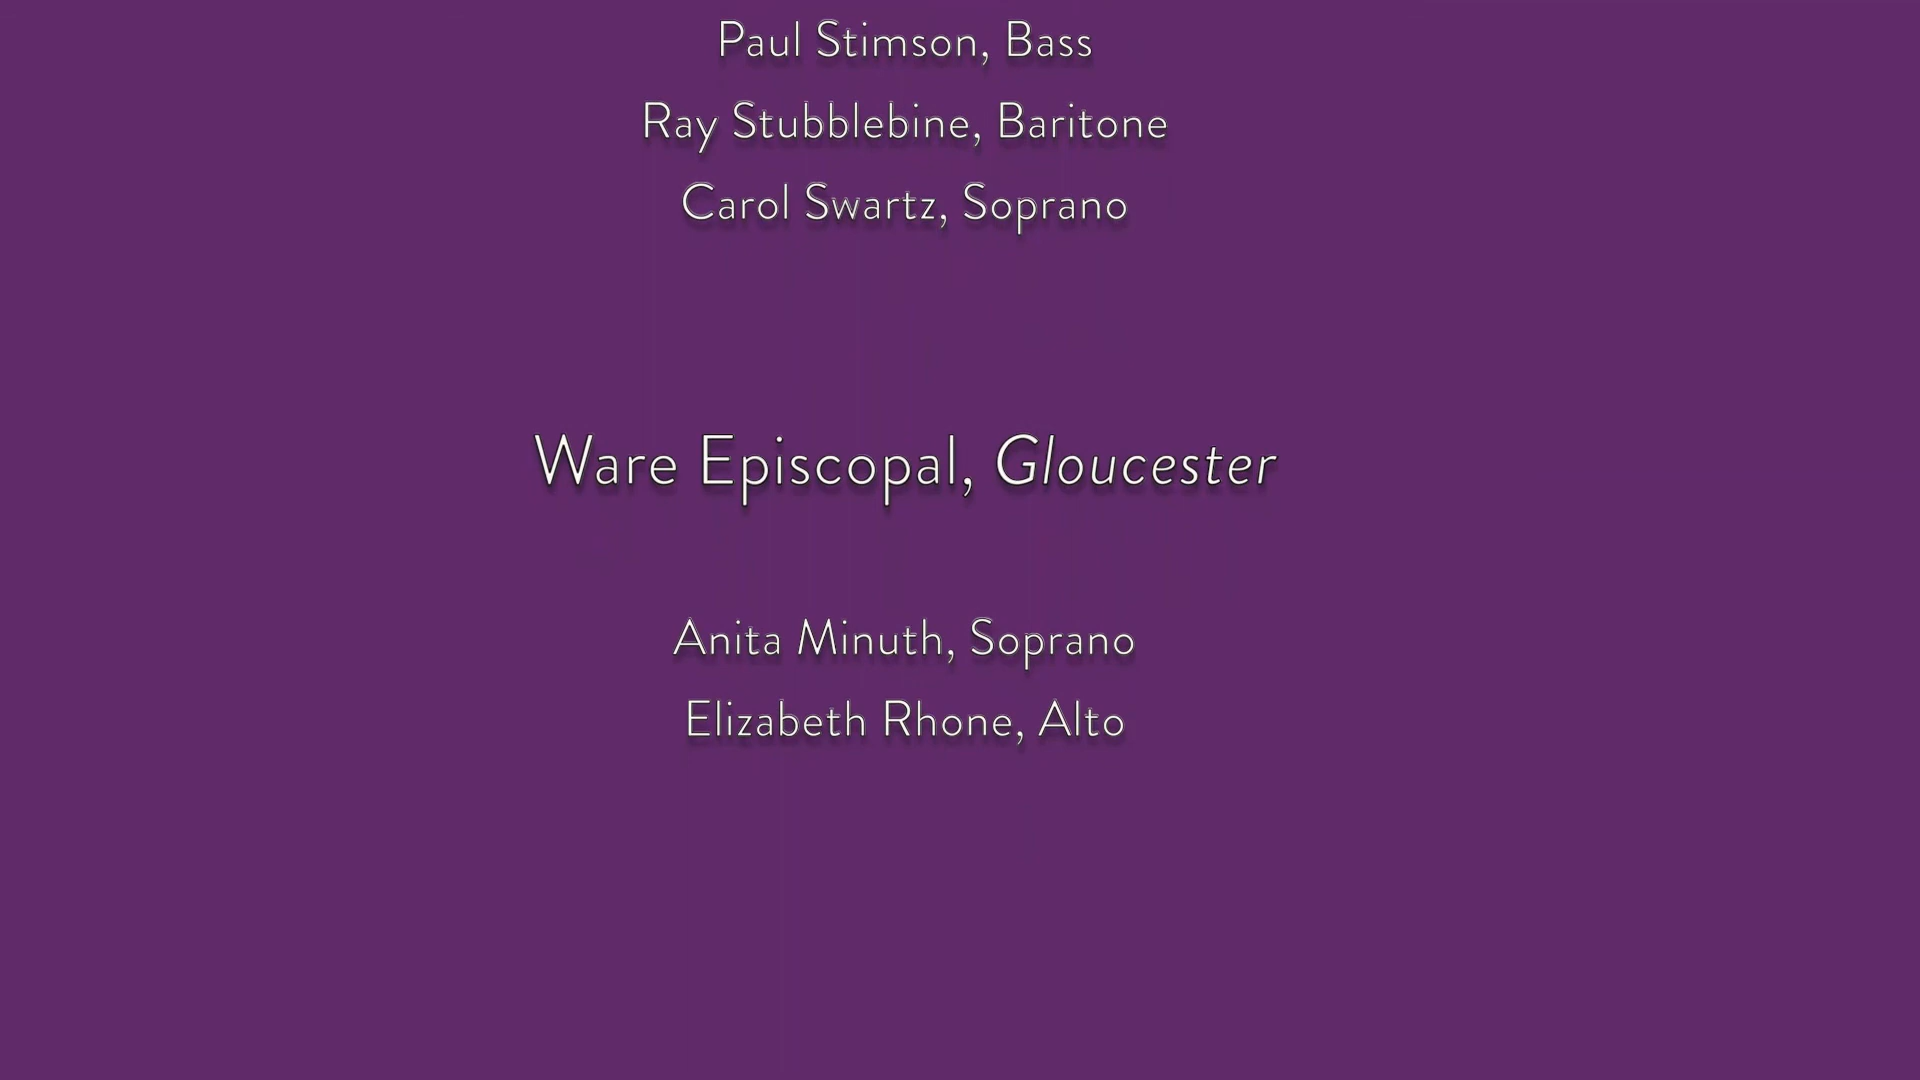 Paul Stimson, Bass
Ray Stubblebine, Baritone
Carol Swartz, Soprano
Ware Episcopal, Gloucester
Anita Minuth, Soprano
Elizabeth Rhone, Alto